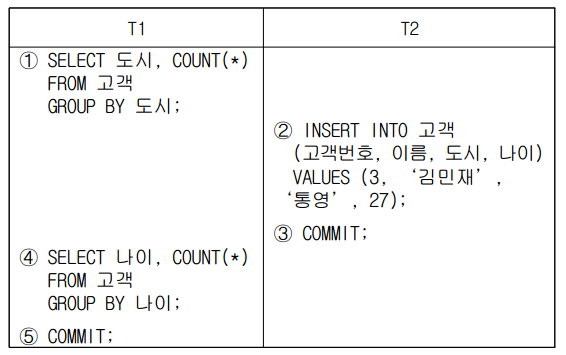 T1
T2
① SELECT 도시, COUNT(*)
FROM 고객
GROUP BY 도시;
② INSERT INTO 고객
(고객번호, 이름, 도시, 나이)
VALUES (3, ‘김민재’,
‘통영’, 27);
③ COMMIT;
④ SELECT 나이, COUNT(*)
FROM 고객
GROUP BY 나이;
⑤ COMMIT;